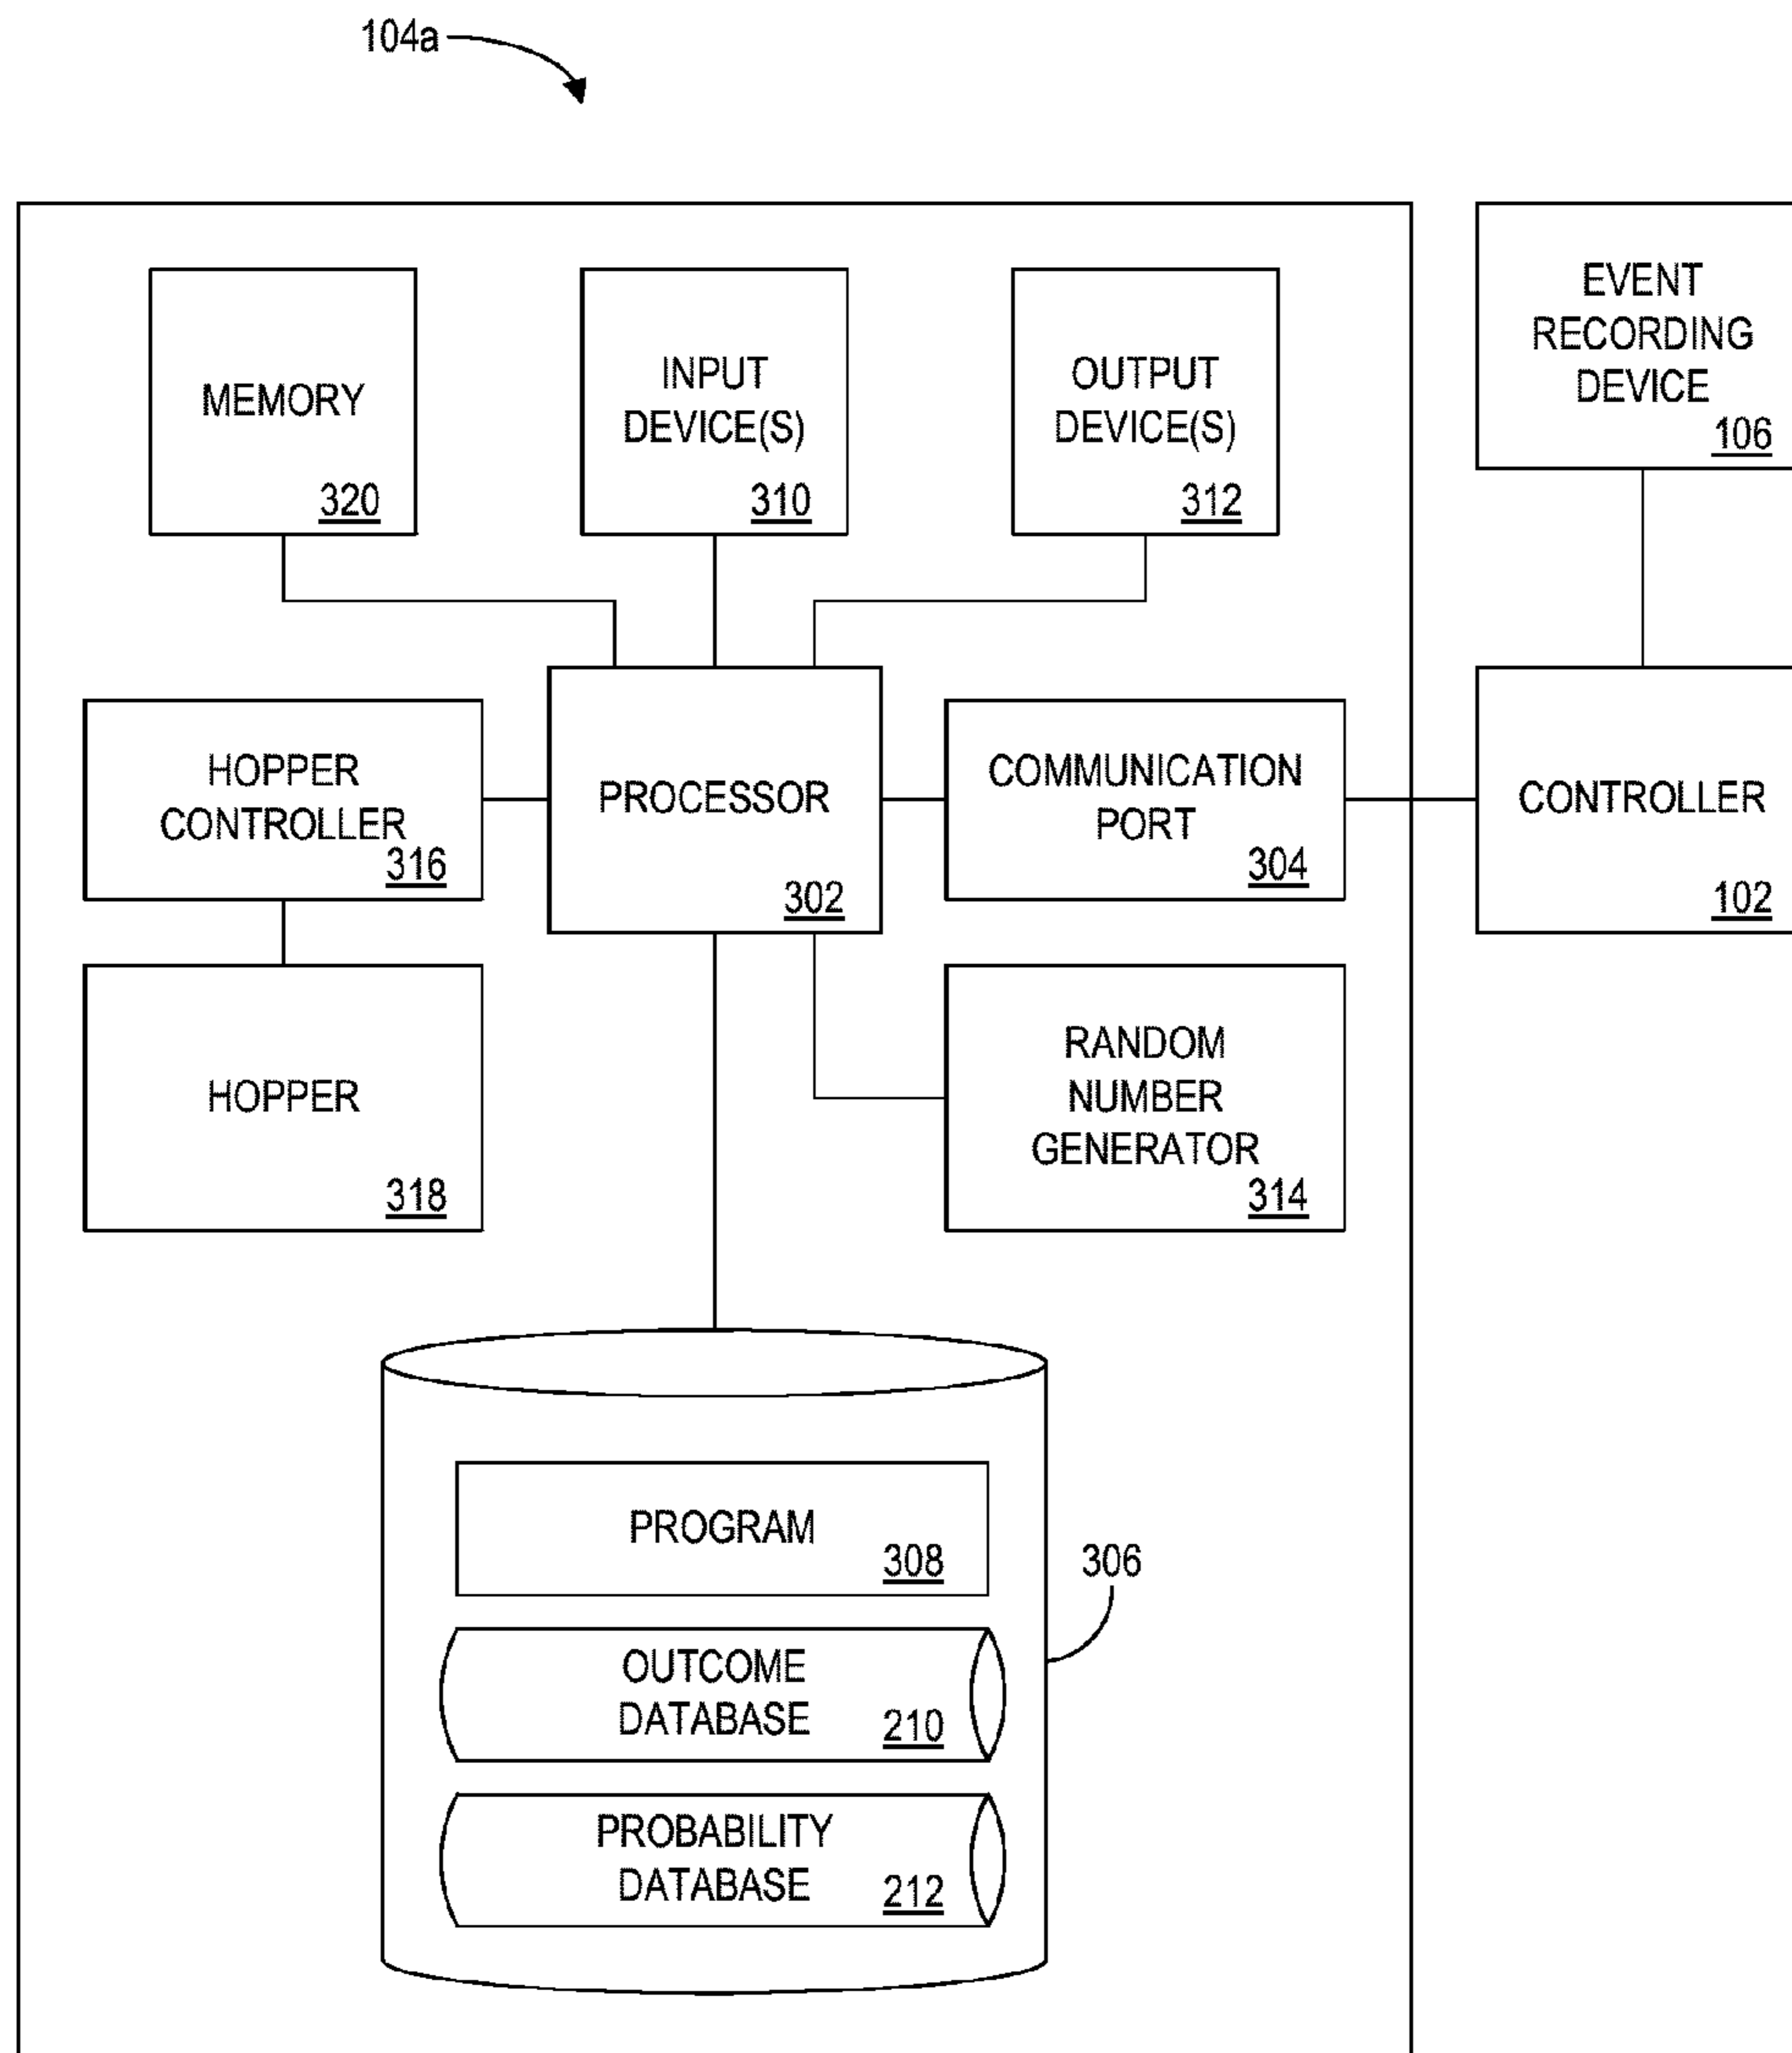 104a
MEMORY
320
INPUT
DEVICE(S)
310
OUTPUT
DEVICE(S)
312
EVENT
RECORDING
DEVICE
106
HOPPER
CONTROLLER
316
PROCESSOR
302
COMMUNICATION
PORT
304
CONTROLLER
102
HOPPER
318
RANDOM
NUMBER
GENERATOR
314
PROGRAM
308
306
OUTCOME
DATABASE
210
PROBABILITY
DATABASE
212